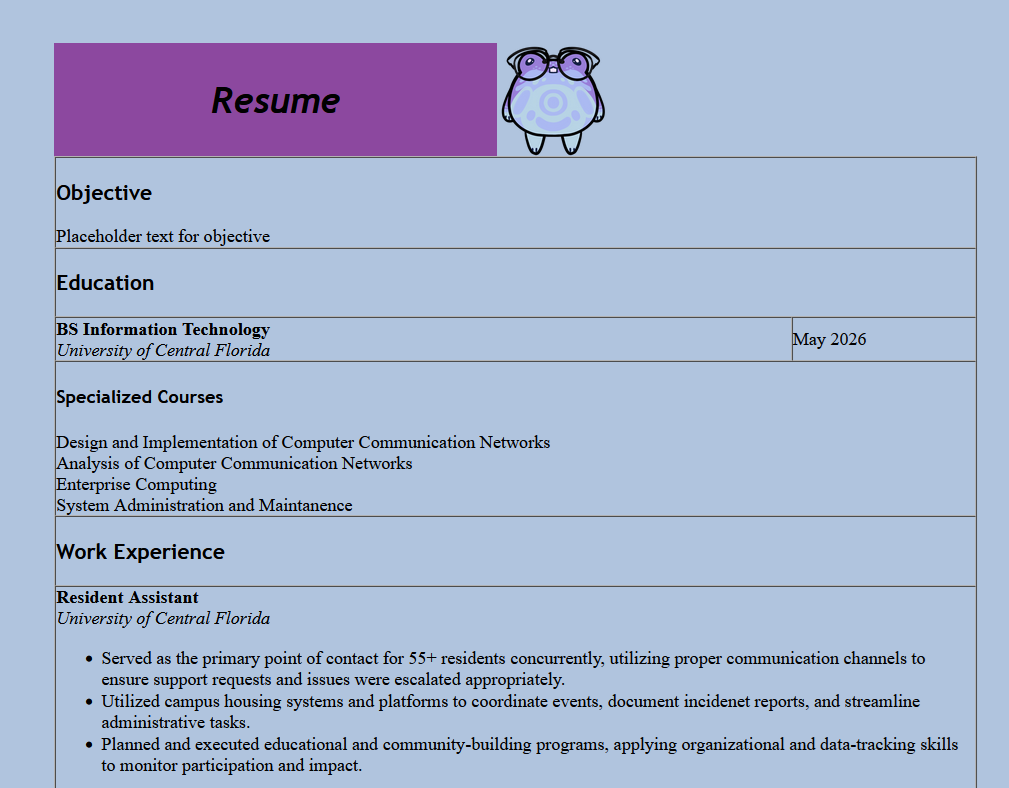 Resume
Objective
Placeholder text for objective
Education
BS Information Technology
University of Central Florida
May 2026
Specialized Courses
Design and Implementation of Computer Communication Networks
Analysis of Computer Communication Networks
Enterprise Computing
System Administration and Maintanence
Work Experience
Resident Assistant
University of Central Florida
• Served as the primary point of contact for 55+ residents concurrently, utilizing proper communication channels to
ensure support requests and issues were escalated appropriately.
• Utilized campus housing systems and platforms to coordinate events, document incidenet reports, and streamline
administrative tasks.
• Planned and executed educational and community-building programs, applying organizational and data-tracking skills
to monitor participation and impact.